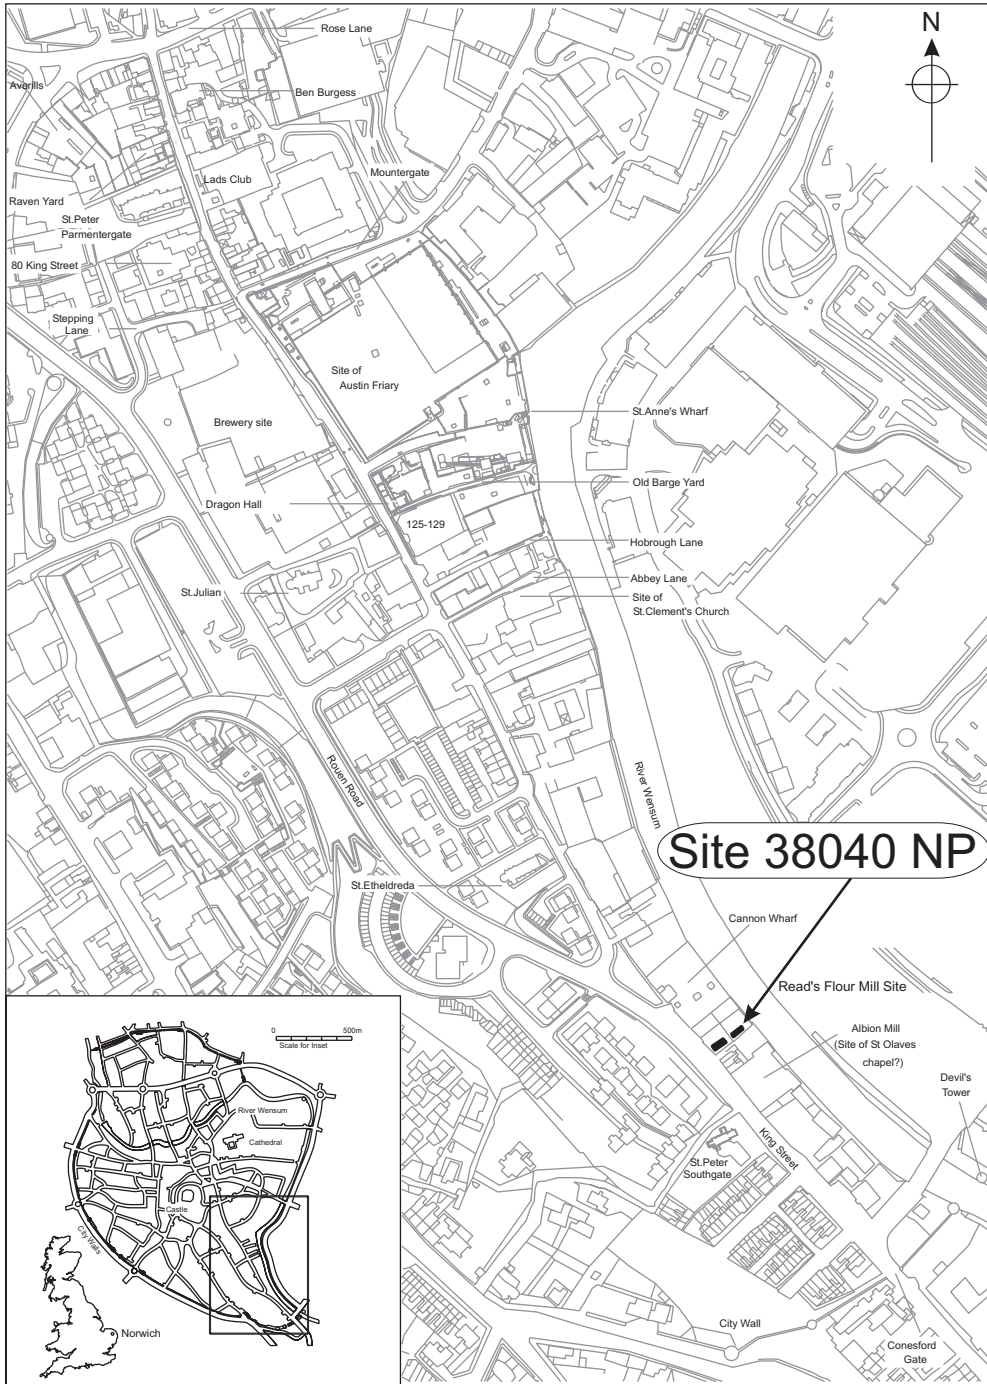 Rose Lane
N
Averills
Ben Burgess
Mountergate
Lads Club
Raven Yard
St.Peter
Parmentergate
80 King Street
Stepping
Lane
Site of
Austin Friary
St.Anne's Wharf
Brewery site
Old Barge Yard
Dragon Hall
125-129
Hobrough Lane
Abbey Lane
St.Julian
Site of
St.Clement's Church
Rouen Road
River Wensum
Site 38040 NP
St.Etheldreda
Cannon Wharf
Read's Flour Mill Site
Albion Mill
(Site of St Olaves
chapel?)
Devil's
Tower
King Street
St.Peter
Southgate
City Wall
Conesford
Gate
0 500m
Scale for Inset
River Wensum
Cathedral
Castle
City Walls
Norwich